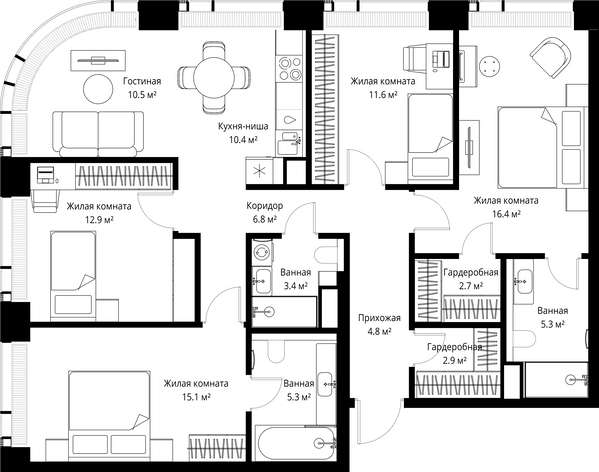 Гостиная
10.5 м²
Кухня-ниша
10.4 м²
Жилая комната
11.6 м²
Жилая комната
12.9 м²
Коридор
6.8 м²
Жилая комната
16.4 м²
Ванная
3.4 м²
Гардеробная
2.7 м²
Прихожая
4.8 м²
Ванная
5.3 м²
Гардеробная
2.9 м²
Жилая комната
15.1 м²
Ванная
5.3 м²